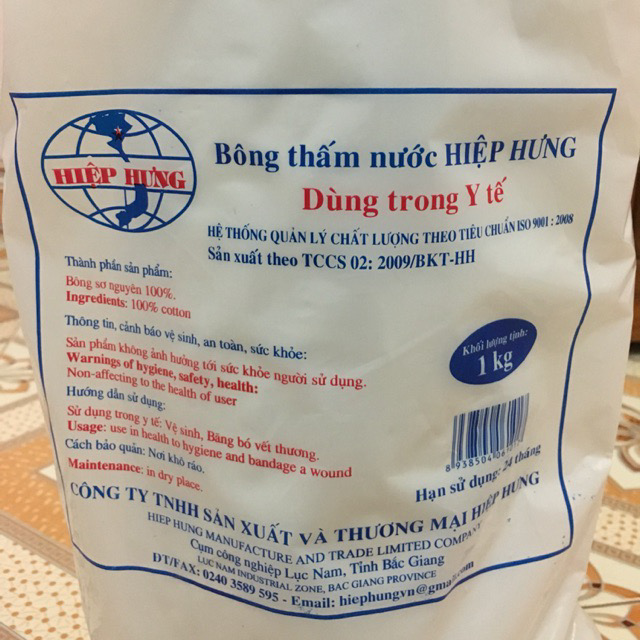 HIỆP HƯNG
Bông thấm nước HIỆP HƯNG
Dùng trong Y tế
HỆ THỐNG QUẢN LÝ CHẤT LƯỢNG THEO TIÊU CHUẨN ISO 9001 : 2008
Sản xuất theo TCCS 02: 2009/BKT-HH
Thành phần sản phẩm:
Bông sơ nguyên 100%.
Ingredients: 100% cotton
Thông tin, cảnh báo vệ sinh, an toàn, sức khỏe:
Sản phẩm không ảnh hưởng tới sức khỏe người sử dụng.
Warnings of hygiene, safety, health:
Non-affecting to the health of user
Hướng dẫn sử dụng:
Sử dụng trong y tế: Vệ sinh, Băng bó vết thương.
Usage: use in health to hygiene and bandage a wound
Cách bảo quản: Nơi khô ráo.
Maintenance: in dry place.
Khối lượng tịnh:
1 kg
Hạn sử dụng: 24 tháng
CÔNG TY TNHH SẢN XUẤT VÀ THƯƠNG MẠI HIỆP HƯNG
HIEP HUNG MANUFACTURE AND TRADE LIMITED COMPANY
Cụm công nghiệp Lục Nam, Tỉnh Bắc Giang
LUC NAM INDUSTRIAL ZONE, BAC GIANG PROVINCE
ĐT/FAX: 0240 3589 595 - Email: hiephungvn@gmail.com